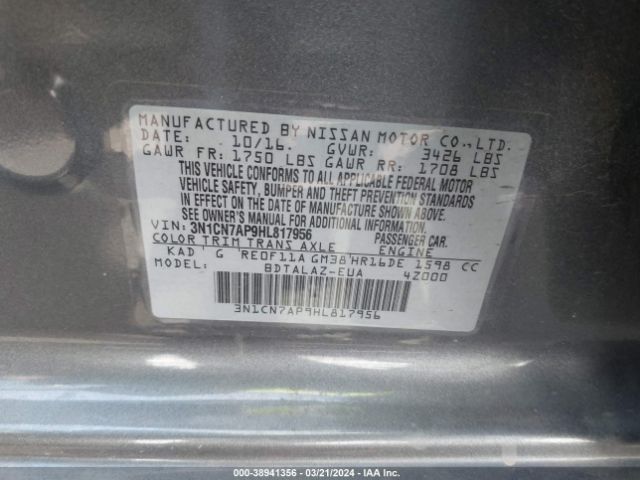 MANUFACTURED BY NISSAN MOTOR CO.,LTD.
DATE: 10/16. GVWR: 3426 LBS
GAWR FR: 1750 LBS GAWR RR: 1708 LBS
THIS VEHICLE CONFORMS TO ALL APPLICABLE FEDERAL MOTOR
VEHICLE SAFETY, BUMPER AND THEFT PREVENTION STANDARDS
IN EFFECT ON THE DATE OF MANUFACTURE SHOWN ABOVE.
SEE OWNER'S MANUAL
VIN: 3N1CN7AP9HL817956 PASSENGER CAR.
COLOR TRIM TRANS AXLE ENGINE
KAD G RE0F11A GM38 HR16DE 1598 CC
MODEL: BDTALAZ-EUA 4Z000
3N1CN7AP9HL817956
000-38941356 | 03/21/2024 | IAA Inc.